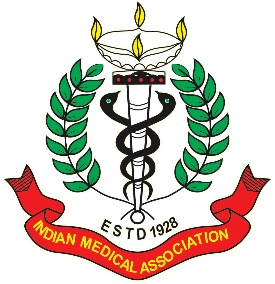 ESTD 1928
INDIAN MEDICAL ASSOCIATION